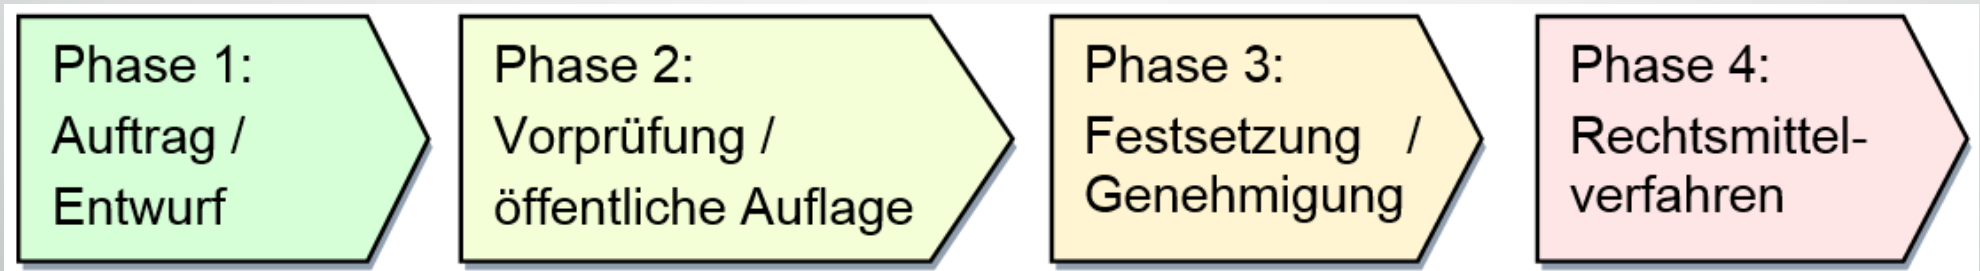 Phase 1:
Auftrag /
Entwurf
Phase 2:
Vorprüfung /
öffentliche Auflage
Phase 3:
Festsetzung /
Genehmigung
Phase 4:
Rechtsmittel-
verfahren